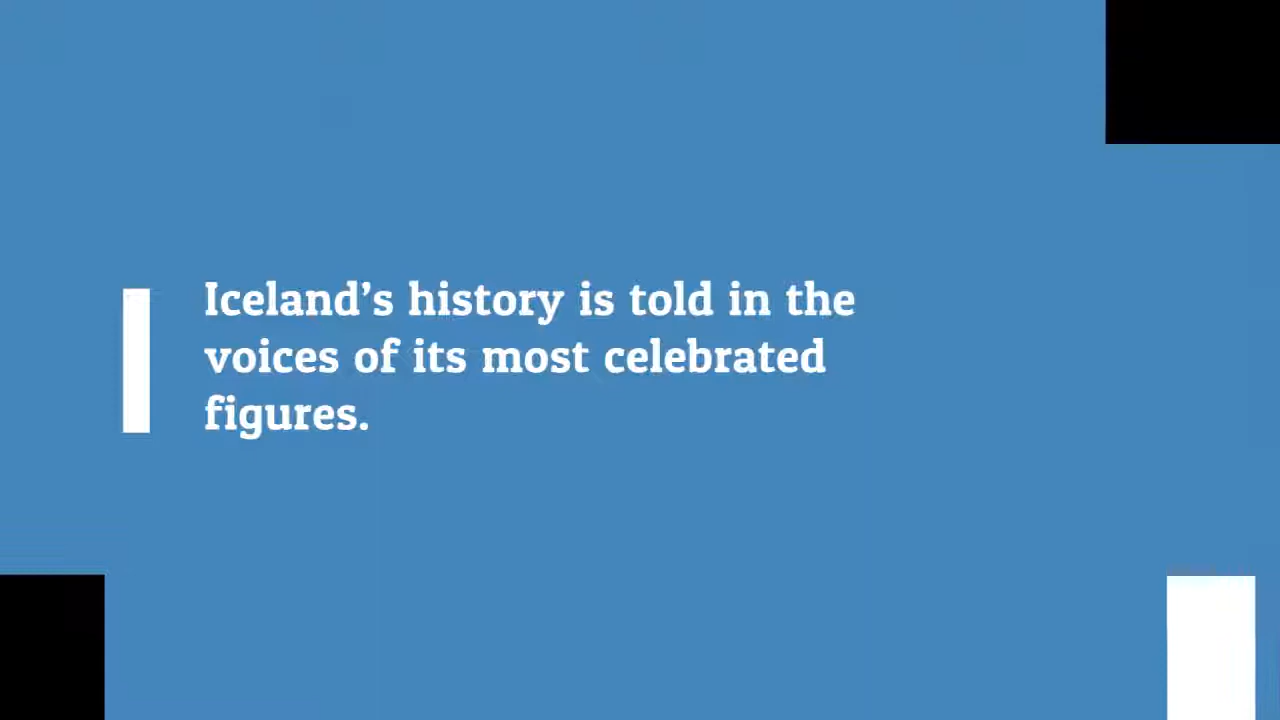 Iceland’s history is told in the
voices of its most celebrated
figures.